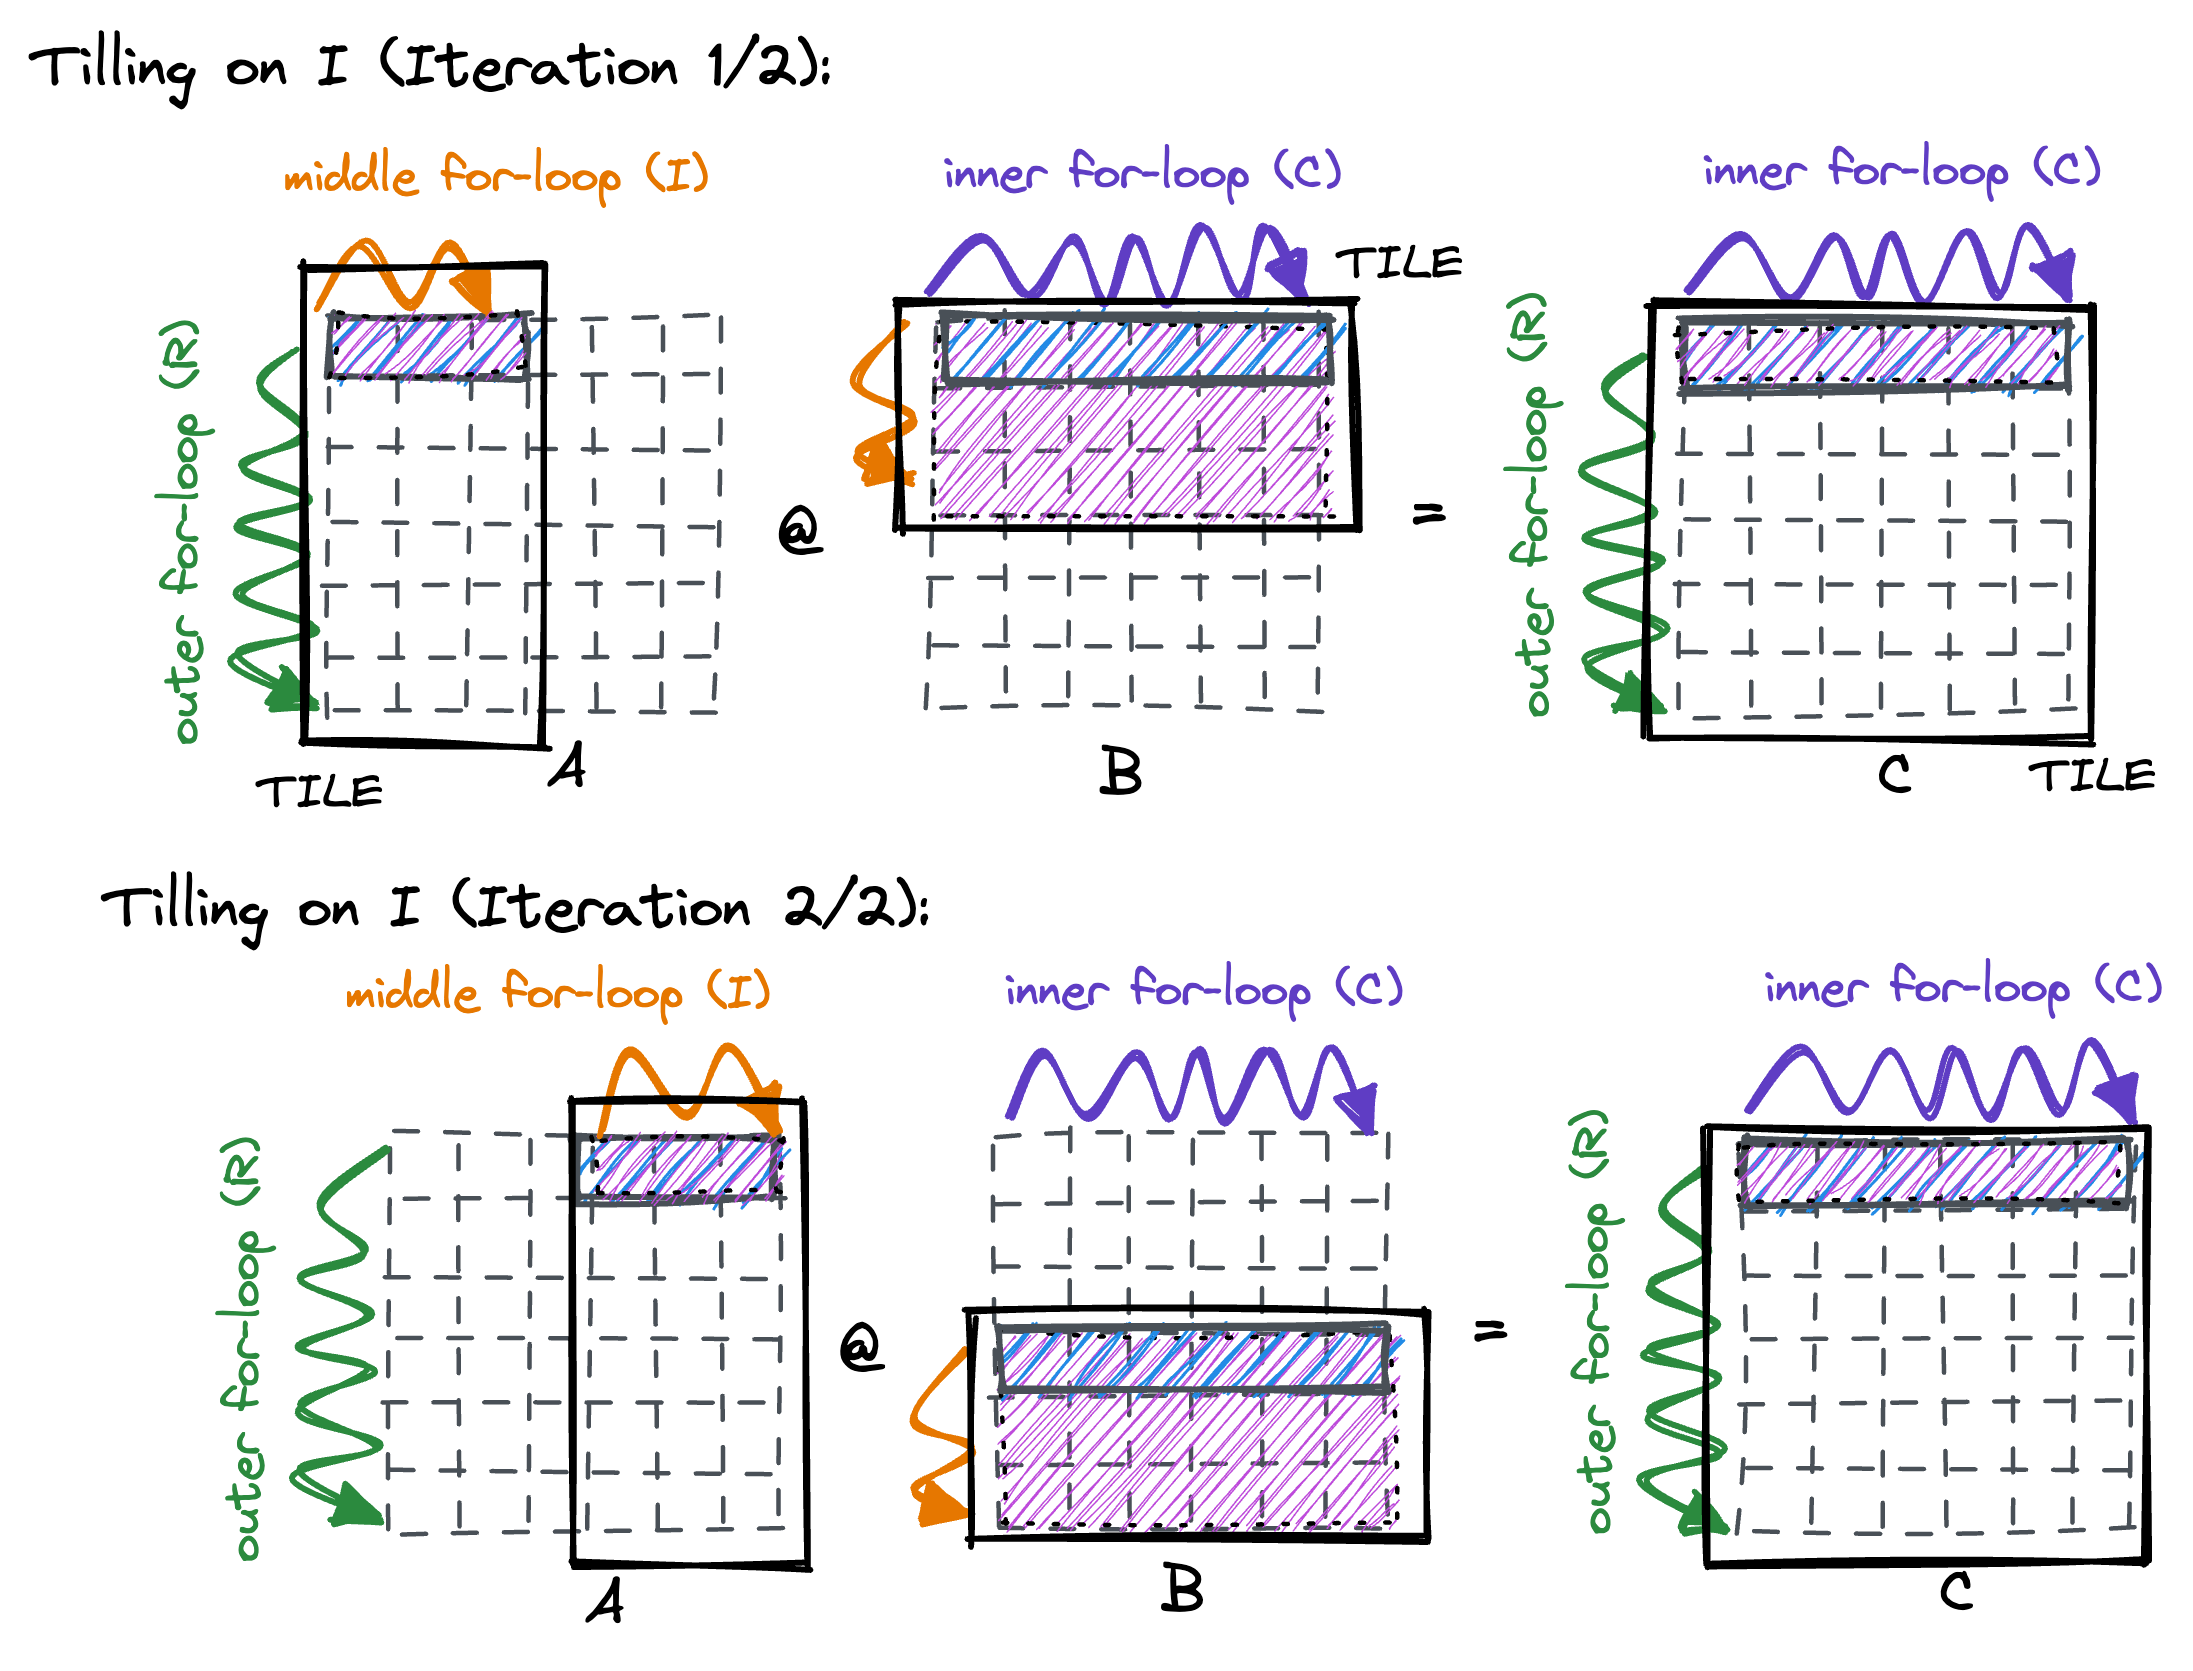 Tilling on I (Iteration 1/2):
middle for-loop (I)
inner for-loop (C)
inner for-loop (C)
TILE
outer for-loop (R)
outer for-loop (R)
@
=
A
B
C
TILE
TILE
Tilling on I (Iteration 2/2):
middle for-loop (I)
inner for-loop (C)
inner for-loop (C)
outer for-loop (R)
outer for-loop (R)
@
=
A
B
C